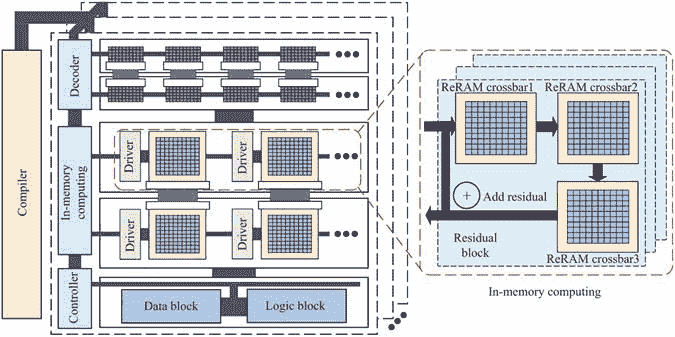 Compiler
Decoder
In-memory
computing
Controller
Driver
Driver
Driver
Driver
Data block
Logic block
ReRAM crossbar1
ReRAM crossbar2
+
Add residual
Residual
block
ReRAM crossbar3
In-memory computing